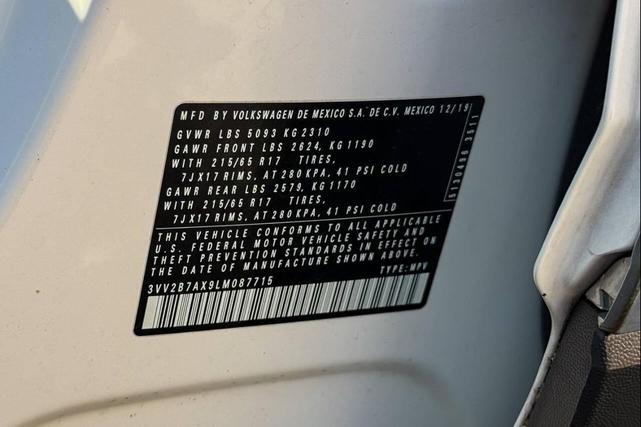 MFD BY VOLKSWAGEN DE MEXICO S.A. DE C.V. MEXICO 12/19
GVWR LBS 5093 KG 2310
GAWR FRONT LBS 2624, KG 1190
WITH 215/65 R17 TIRES,
7JX17 RIMS, AT 280 KPA, 41 PSI COLD
GAWR REAR LBS 2579, KG 1170
WITH 215/65 R17 TIRES,
7JX17 RIMS, AT 280 KPA, 41 PSI COLD
THIS VEHICLE CONFORMS TO ALL APPLICABLE
U.S. FEDERAL MOTOR VEHICLE SAFETY AND
THEFT PREVENTION STANDARDS IN EFFECT ON
THE DATE OF MANUFACTURE SHOWN ABOVE.
TYPE: MPV
3VV2B7AX9LM087715
5130496 3511